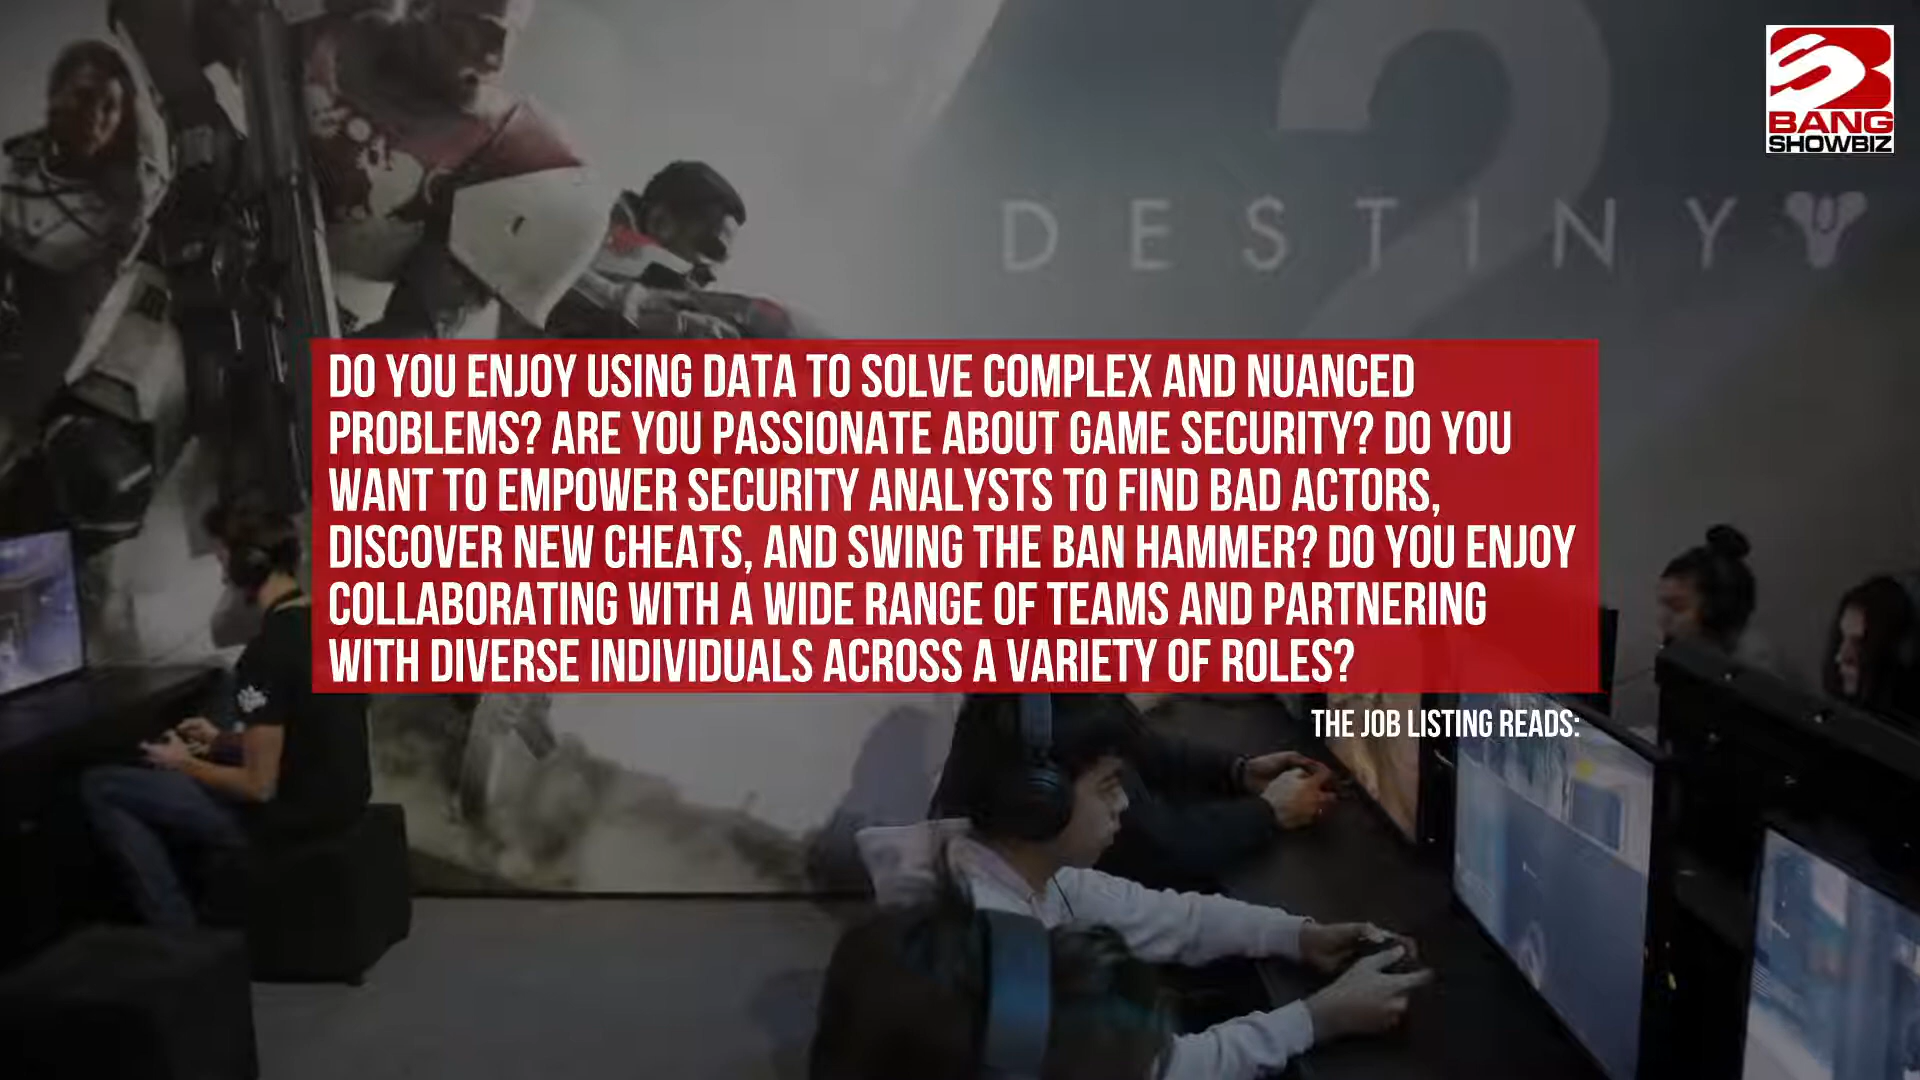 BANG
SHOWBIZ
2
DESTINY
DO YOU ENJOY USING DATA TO SOLVE COMPLEX AND NUANCED
PROBLEMS? ARE YOU PASSIONATE ABOUT GAME SECURITY? DO YOU
WANT TO EMPOWER SECURITY ANALYSTS TO FIND BAD ACTORS,
DISCOVER NEW CHEATS, AND SWING THE BAN HAMMER? DO YOU ENJOY
COLLABORATING WITH A WIDE RANGE OF TEAMS AND PARTNERING
WITH DIVERSE INDIVIDUALS ACROSS A VARIETY OF ROLES?
THE JOB LISTING READS: